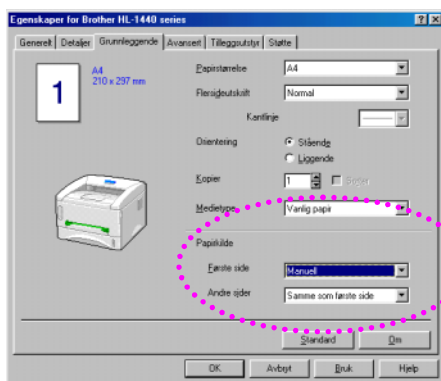 Egenskaper for Brother HL-1440 series
Generelt Detaljer Grunnleggende Avansert Tilleggsutstyr Støtte
1
A4
210 x 297 mm
Papirstørrelse A4
Flersideutskrift Normal
Kantlinje
Orientering Stående
Liggende
Kopier 1
Medietype Vanlig papir
Papirkilde
Første side Manuell
Andre sider Samme som første side
Standard Om
OK Avbryt Bruk Hjelp